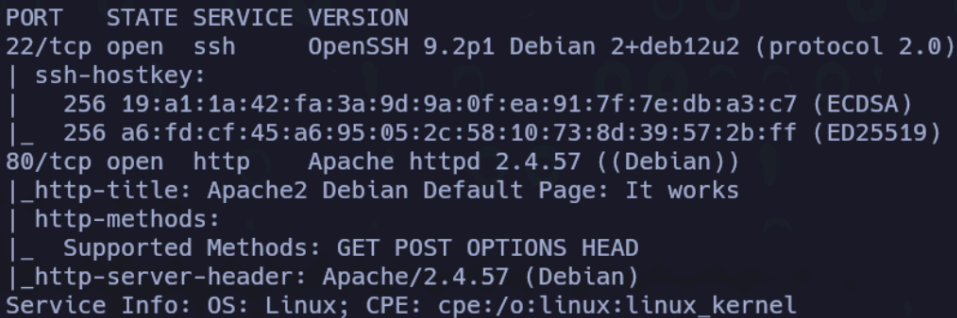 PORT   STATE SERVICE VERSION
22/tcp open  ssh     OpenSSH 9.2p1 Debian 2+deb12u2 (protocol 2.0)
| ssh-hostkey:
|   256 19:a1:1a:42:fa:3a:9d:9a:0f:ea:91:7f:7e:db:a3:c7 (ECDSA)
|_  256 a6:fd:cf:45:a6:95:05:2c:58:10:73:8d:39:57:2b:ff (ED25519)
80/tcp open  http    Apache httpd 2.4.57 ((Debian))
|_http-title: Apache2 Debian Default Page: It works
| http-methods:
|_  Supported Methods: GET POST OPTIONS HEAD
|_http-server-header: Apache/2.4.57 (Debian)
Service Info: OS: Linux; CPE: cpe:/o:linux:linux_kernel